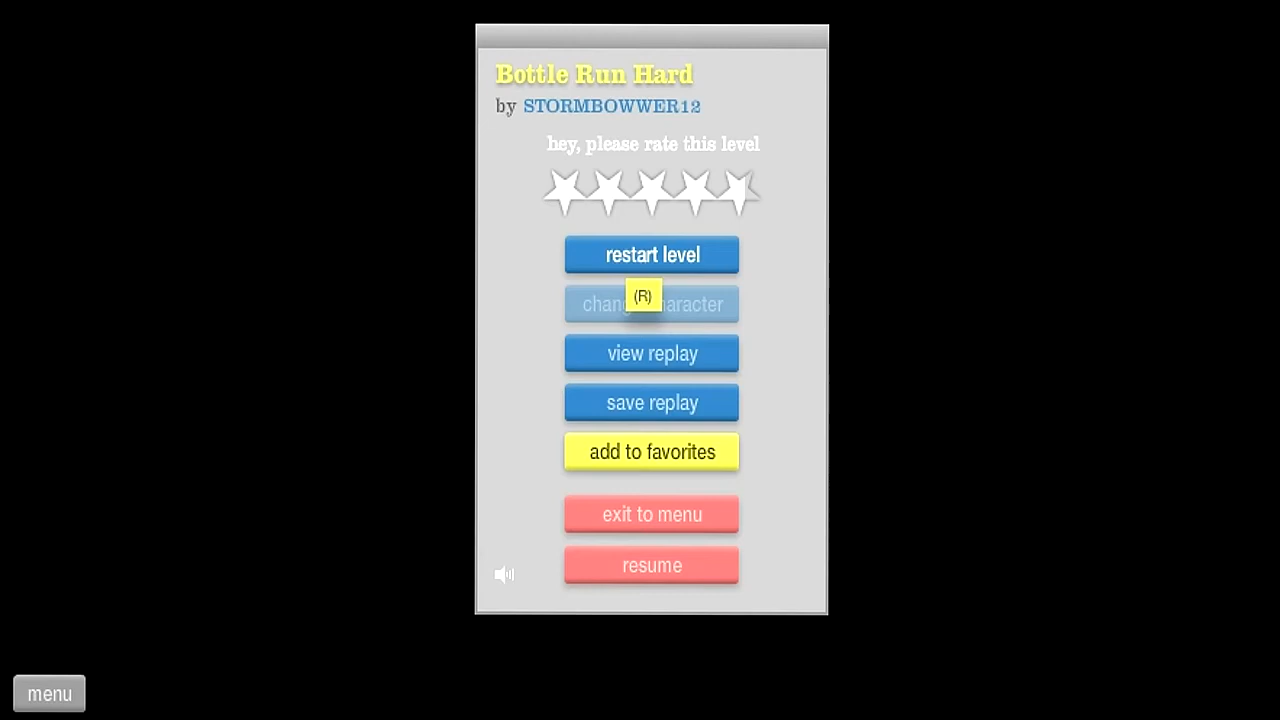 Bottle Run Hard
by STORMBOWWER12
hey, please rate this level
restart level
(R)
view replay
save replay
add to favorites
exit to menu
resume
menu